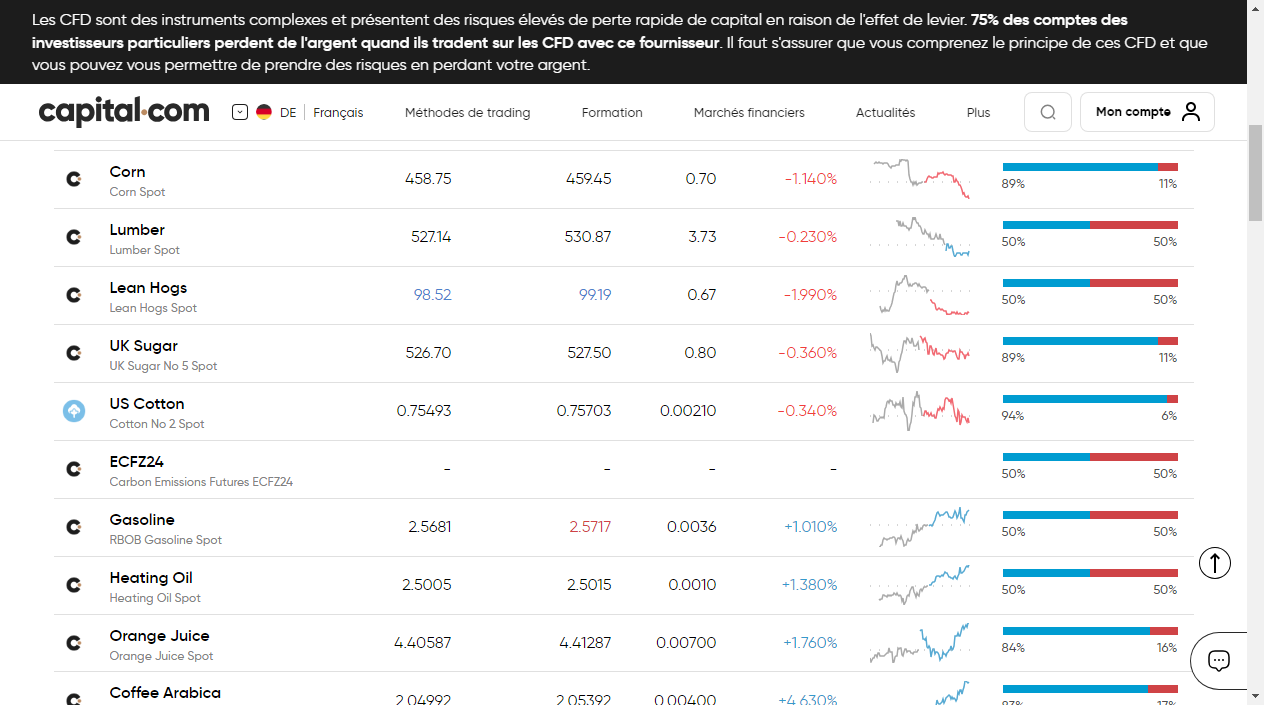 Les CFD sont des instruments complexes et présentent des risques élevés de perte rapide de capital en raison de l'effet de levier. 75% des comptes des
investisseurs particuliers perdent de l'argent quand ils tradent sur les CFD avec ce fournisseur. Il faut s'assurer que vous comprenez le principe de ces CFD et que
vous pouvez vous permettre de prendre des risques en perdant votre argent.
capital.com DE Français Méthodes de trading Formation Marchés financiers Actualités Plus Mon compte
Corn
Corn Spot
458.75 459.45 0.70 -1.140% 89% 11%
Lumber
Lumber Spot
527.14 530.87 3.73 -0.230% 50% 50%
Lean Hogs
Lean Hogs Spot
98.52 99.19 0.67 -1.990% 50% 50%
UK Sugar
UK Sugar No 5 Spot
526.70 527.50 0.80 -0.360% 89% 11%
US Cotton
Cotton No 2 Spot
0.75493 0.75703 0.00210 -0.340% 94% 6%
ECFZ24
Carbon Emissions Futures ECFZ24
- - - - 50% 50%
Gasoline
RBOB Gasoline Spot
2.5681 2.5717 0.0036 +1.010% 50% 50%
Heating Oil
Heating Oil Spot
2.5005 2.5015 0.0010 +1.380% 50% 50%
Orange Juice
Orange Juice Spot
4.40587 4.41287 0.00700 +1.760% 84% 16%
Coffee Arabica
2.04992 2.05392 0.00400 +4.630% 17%